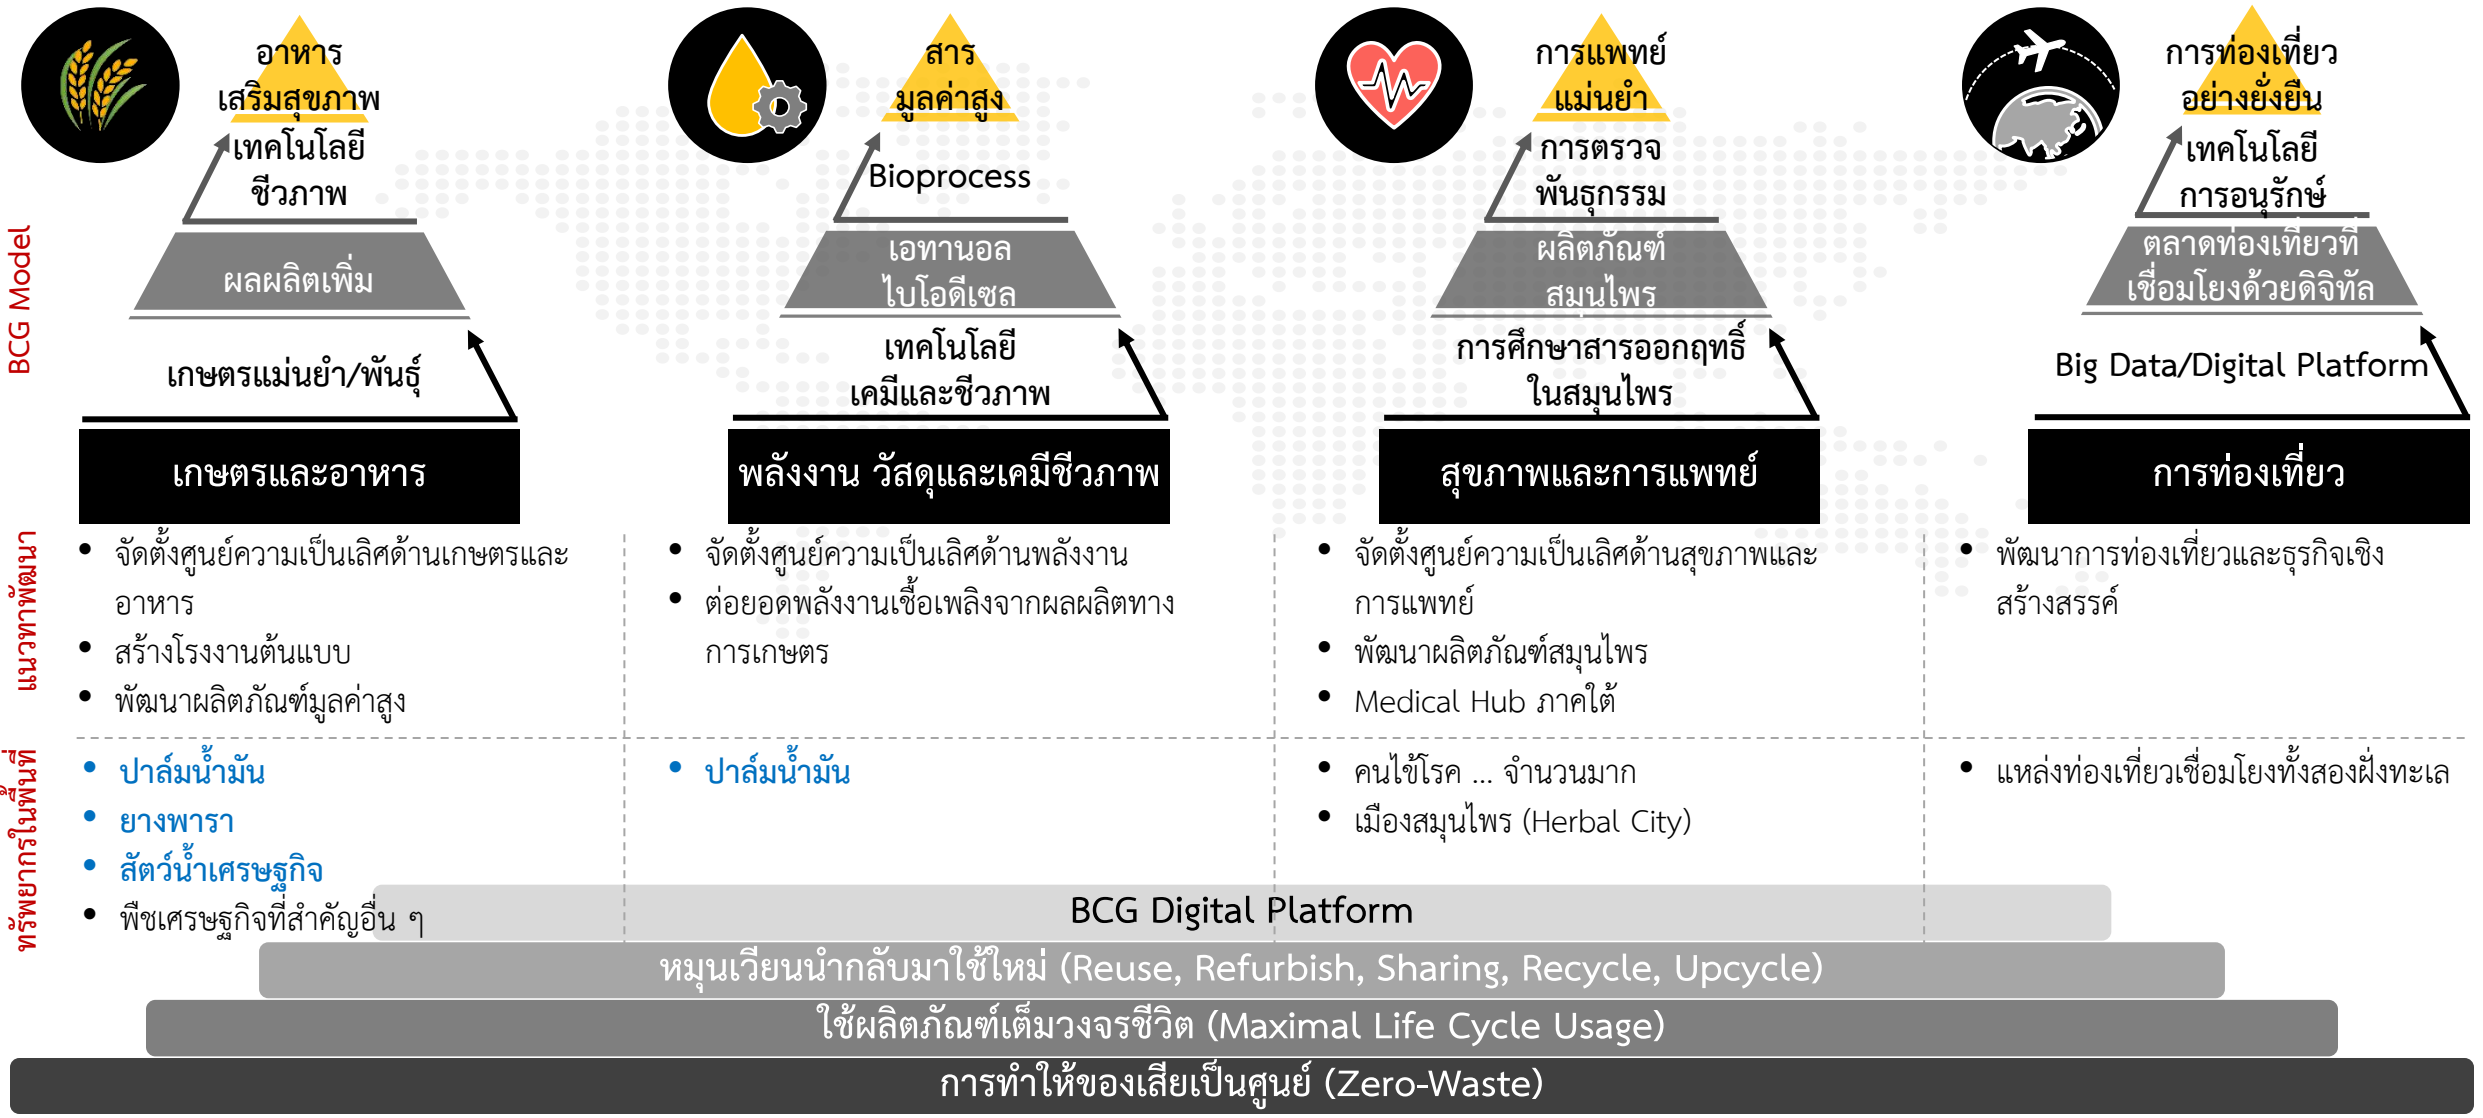 อาหาร
เสริมสุขภาพ
เทคโนโลยี
ชีวภาพ
ผลผลิตเพิ่ม
เกษตรแม่นยำ/พันธุ์
เกษตรและอาหาร
สาร
มูลค่าสูง
Bioprocess
เอทานอล
ไบโอดีเซล
เทคโนโลยี
เคมีและชีวภาพ
พลังงาน วัสดุและเคมีชีวภาพ
การแพทย์
แม่นยำ
การตรวจ
พันธุกรรม
ผลิตภัณฑ์
สมุนไพร
การศึกษาสารออกฤทธิ์
ในสมุนไพร
สุขภาพและการแพทย์
การท่องเที่ยว
อย่างยั่งยืน
เทคโนโลยี
การอนุรักษ์
ตลาดท่องเที่ยวที่
เชื่อมโยงด้วยดิจิทัล
Big Data/Digital Platform
การท่องเที่ยว
BCG Model
แนวทาพัฒนา
• จัดตั้งศูนย์ความเป็นเลิศด้านเกษตรและ
อาหาร
• สร้างโรงงานต้นแบบ
• พัฒนาผลิตภัณฑ์มูลค่าสูง
• จัดตั้งศูนย์ความเป็นเลิศด้านพลังงาน
• ต่อยอดพลังงานเชื้อเพลิงจากผลผลิตทาง
การเกษตร
• จัดตั้งศูนย์ความเป็นเลิศด้านสุขภาพและ
การแพทย์
• พัฒนาผลิตภัณฑ์สมุนไพร
• Medical Hub ภาคใต้
• พัฒนาการท่องเที่ยวและธุรกิจเชิง
สร้างสรรค์
ทรัพยากรในพื้นที่
• ปาล์มน้ำมัน
• ยางพารา
• สัตว์น้ำเศรษฐกิจ
• พืชเศรษฐกิจที่สำคัญอื่น ๆ
• ปาล์มน้ำมัน
• คนไข้โรค ... จำนวนมาก
• เมืองสมุนไพร (Herbal City)
• แหล่งท่องเที่ยวเชื่อมโยงทั้งสองฝั่งทะเล
BCG Digital Platform
หมุนเวียนนำกลับมาใช้ใหม่ (Reuse, Refurbish, Sharing, Recycle, Upcycle)
ใช้ผลิตภัณฑ์เต็มวงจรชีวิต (Maximal Life Cycle Usage)
การทำให้ของเสียเป็นศูนย์ (Zero-Waste)